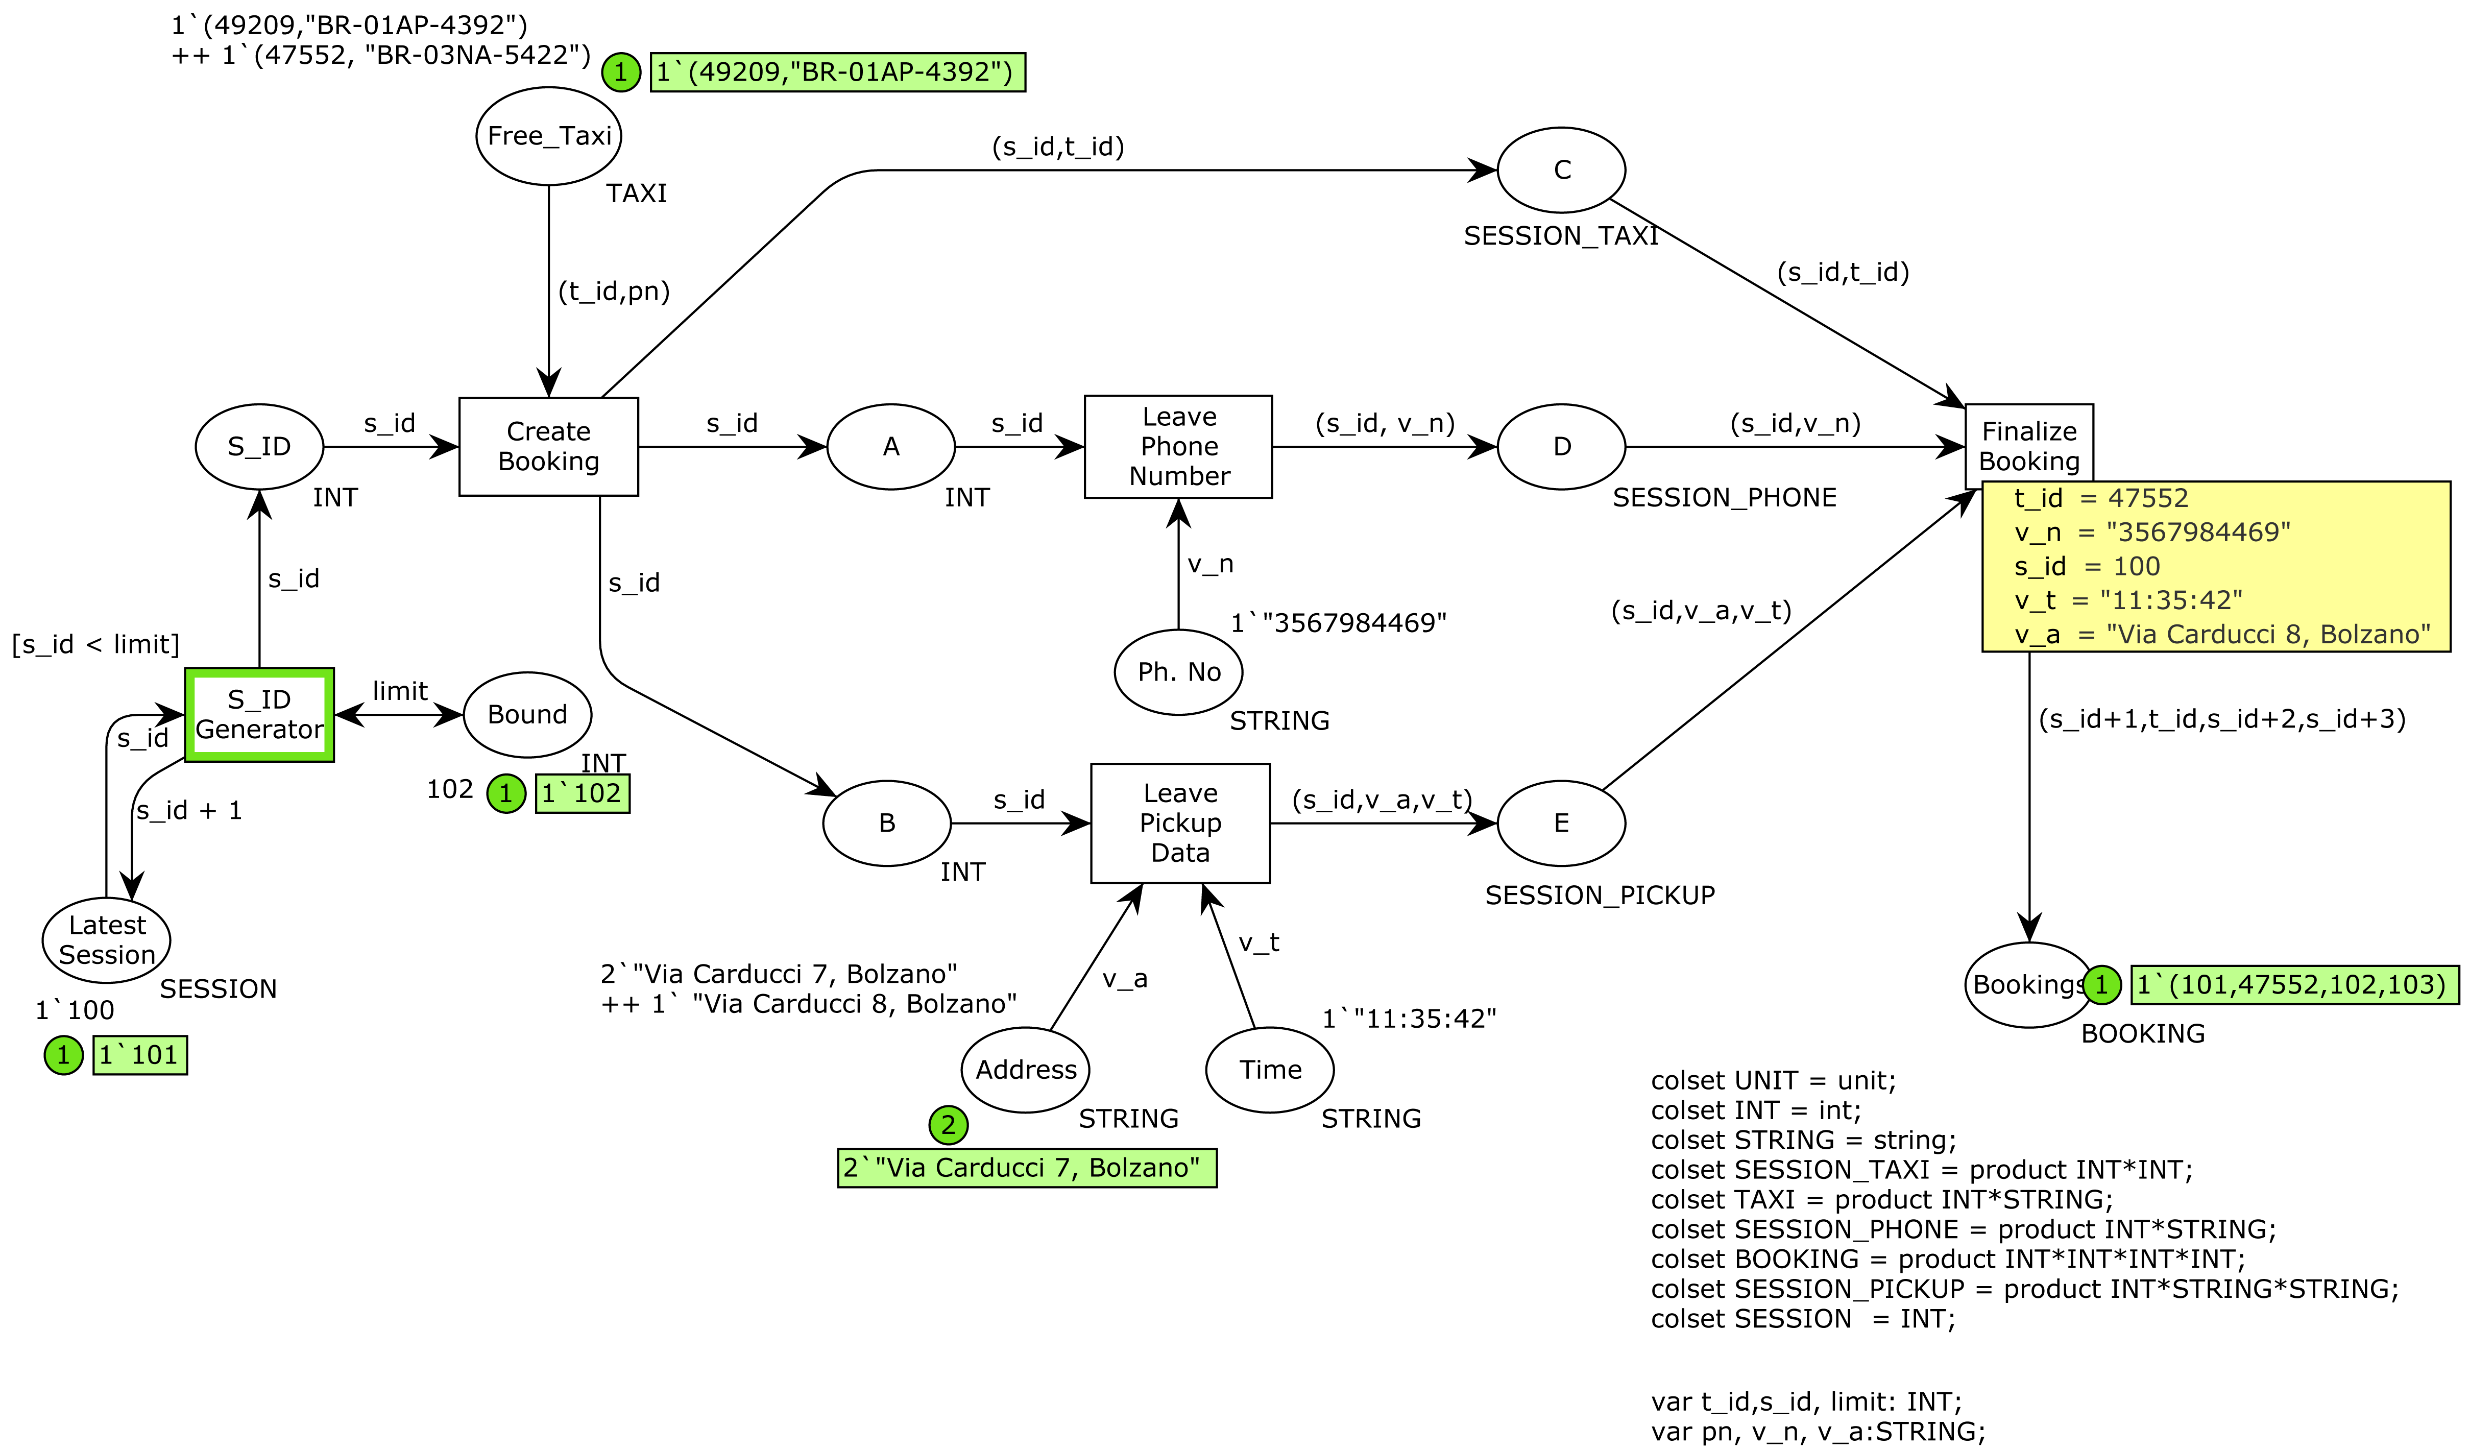 1`(49209,"BR-01AP-4392")
++ 1`(47552, "BR-03NA-5422")
1
1`(49209,"BR-01AP-4392")
Free_Taxi
TAXI
(s_id,t_id)
C
SESSION_TAXI
(s_id,t_id)
(t_id,pn)
S_ID
INT
s_id
Create
Booking
s_id
A
INT
s_id
Leave
Phone
Number
(s_id, v_n)
D
SESSION_PHONE
(s_id,v_n)
Finalize
Booking
t_id = 47552
v_n = "3567984469"
s_id = 100
v_t = "11:35:42"
v_a = "Via Carducci 8, Bolzano"
s_id
s_id
v_n
1`"3567984469"
Ph. No
STRING
(s_id,v_a,v_t)
[s_id < limit]
S_ID
Generator
limit
Bound
INT
102
1
1`102
s_id
s_id + 1
Latest
Session
SESSION
1`100
1
1`101
B
INT
s_id
Leave
Pickup
Data
(s_id,v_a,v_t)
E
SESSION_PICKUP
(s_id+1,t_id,s_id+2,s_id+3)
2`"Via Carducci 7, Bolzano"
++ 1` "Via Carducci 8, Bolzano"
v_a
v_t
1`"11:35:42"
Address
STRING
2
2`"Via Carducci 7, Bolzano"
Time
STRING
Bookings
1
1`(101,47552,102,103)
BOOKING
colset UNIT = unit;
colset INT = int;
colset STRING = string;
colset SESSION_TAXI = product INT*INT;
colset TAXI = product INT*STRING;
colset SESSION_PHONE = product INT*STRING;
colset BOOKING = product INT*INT*INT*INT;
colset SESSION_PICKUP = product INT*STRING*STRING;
colset SESSION = INT;
var t_id,s_id, limit: INT;
var pn, v_n, v_a:STRING;